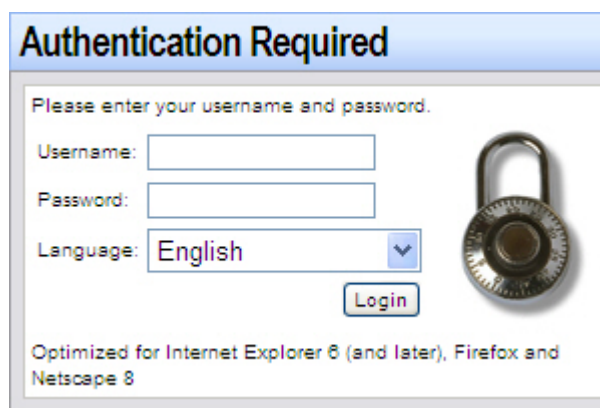 Authentication Required
Please enter your username and password.
Username:
Password:
Language: English
Login
Optimized for Internet Explorer 6 (and later), Firefox and
Netscape 8